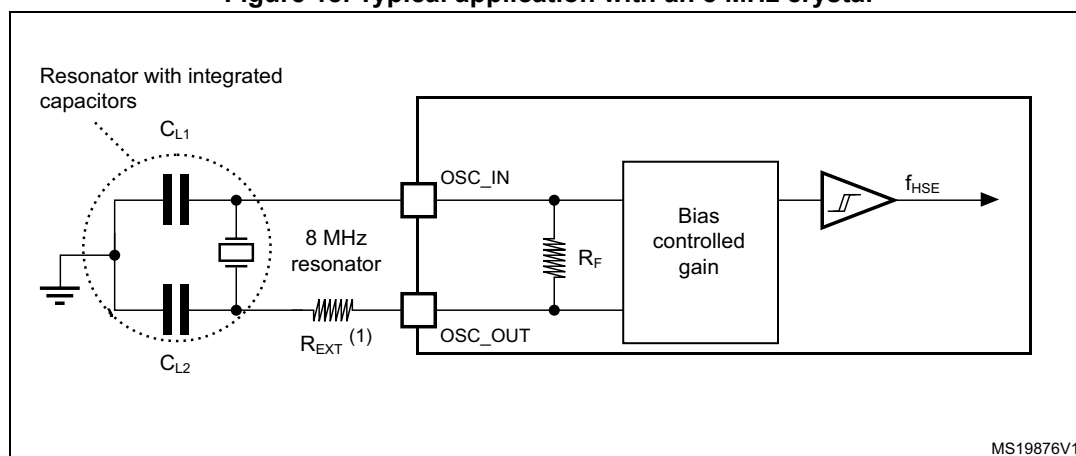 Figure Typical application with an 8 MHz crystal
Resonator with integrated
capacitors
CL1
OSC_IN
fHSE
8 MHz
resonator
RF
Bias
controlled
gain
REXT (1)
OSC_OUT
CL2
MS19876V1